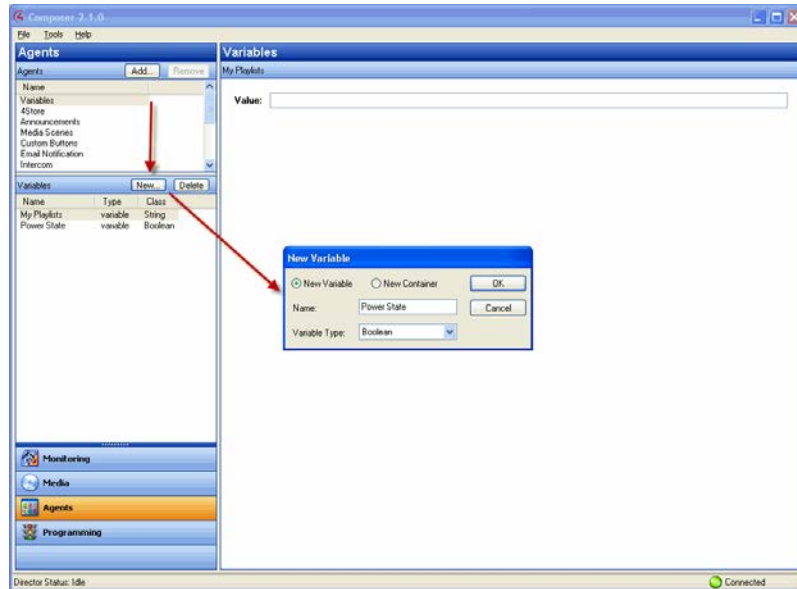 Composer 2.1.0
File Tools Help
Agents
Agents Add... Remove
Name
Variables
4Store
Announcements
Media Scenes
Custom Buttons
Email Notification
Intercom
Variables New... Delete
Name Type Class
My Playlists variable String
Power State variable Boolean
Monitoring
Media
Agents
Programming
Variables
My Playlists
Value:
New Variable
New Variable New Container OK
Name: Power State Cancel
Variable Type: Boolean
Director Status: Idle Connected